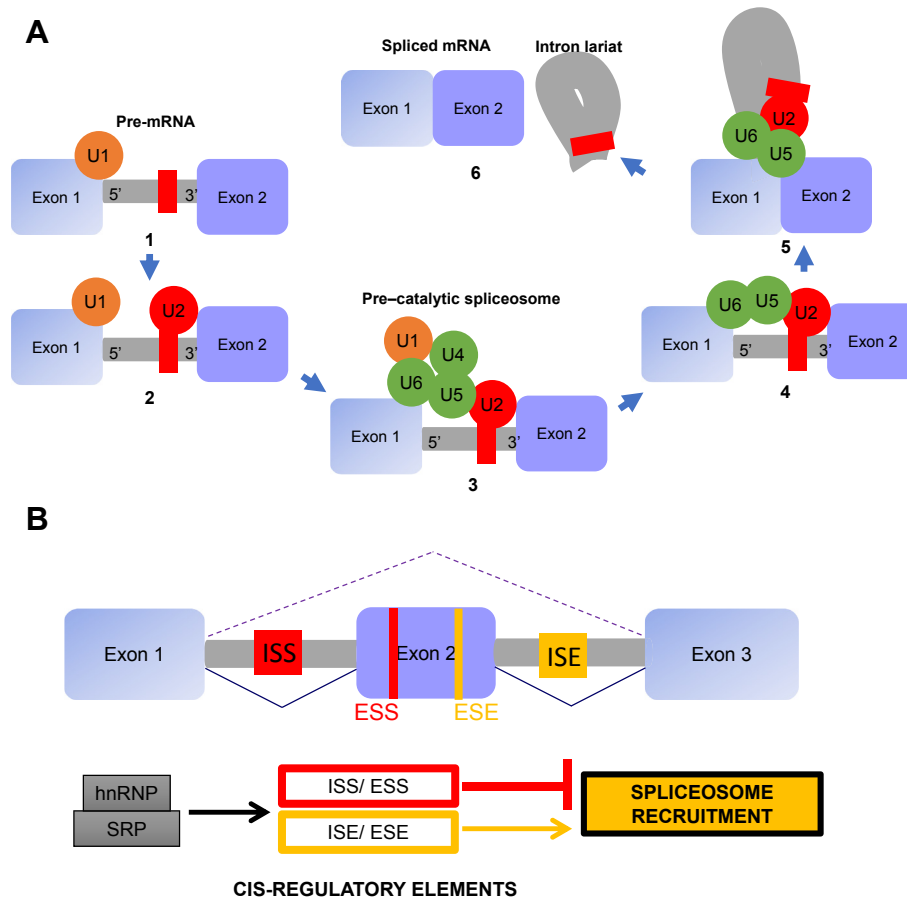 A
Spliced mRNA
Intron lariat
Exon 1
Exon 2
6
Pre-mRNA
U1
Exon 1
5’
3’
Exon 2
1
U1
U2
Exon 1
5’
3’
Exon 2
2
Pre–catalytic spliceosome
U1
U4
U6
U5
U2
Exon 1
5’
3’
Exon 2
3
U6
U5
U2
Exon 1
5’
3’
Exon 2
4
U2
U6
U5
Exon 1
Exon 2
5
B
Exon 1
ISS
Exon 2
ISE
Exon 3
ESS
ESE
hnRNP
SRP
ISS/ ESS
ISE/ ESE
SPLICEOSOME
RECRUITMENT
CIS-REGULATORY ELEMENTS